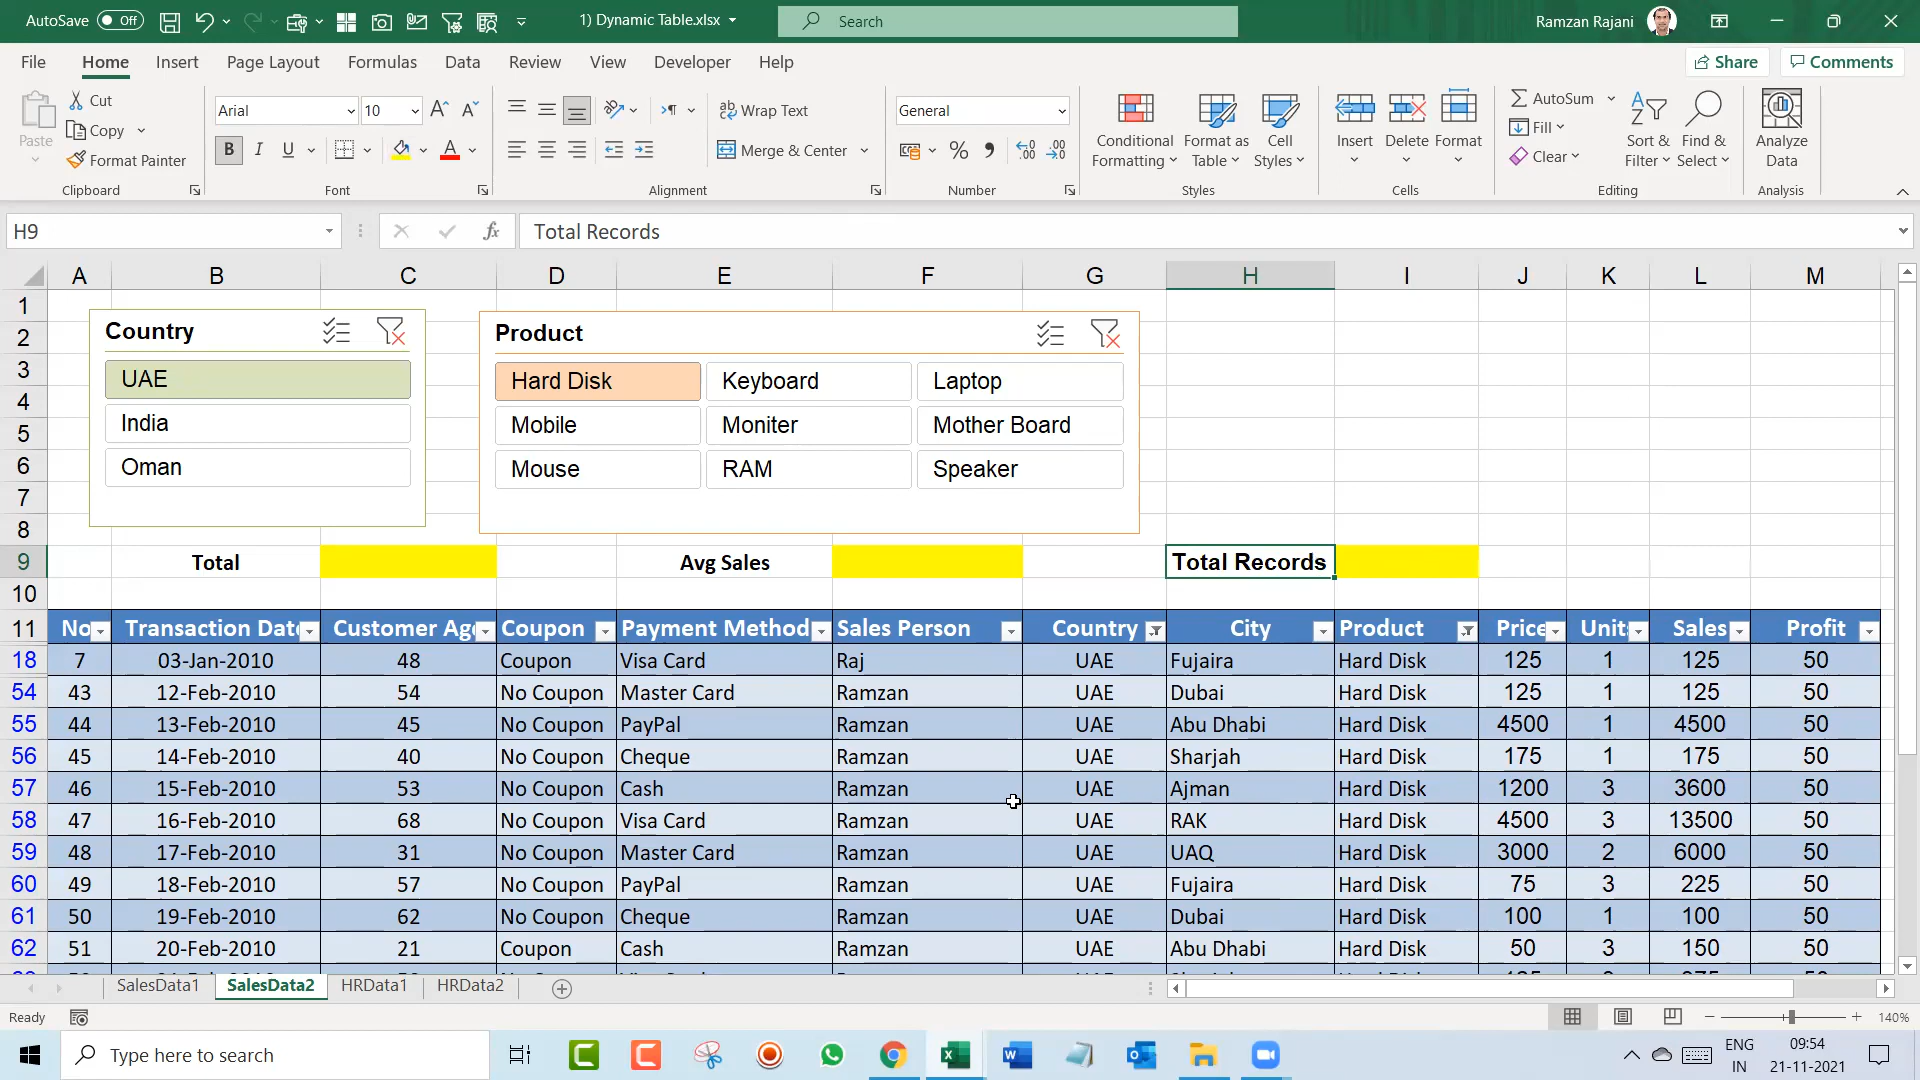 AutoSave Off 1) Dynamic Table.xlsx Search Ramzan Rajani
File Home Insert Page Layout Formulas Data Review View Developer Help Share Comments
Paste Cut Copy Format Painter Clipboard
Arial 10 A A B I U A Font
ab Wrap Text Merge & Center Alignment
General % Number
Conditional Formatting Format as Table Cell Styles Styles
Insert Delete Format Cells
AutoSum Fill Clear Sort & Filter Find & Select Editing
Analyze Data Analysis
H9 fx Total Records
A B C D E F G H I J K L M
1
2
3
4
5
6
7
8
Country
UAE
India
Oman
Product
Hard Disk Keyboard Laptop
Mobile Moniter Mother Board
Mouse RAM Speaker
9 Total Avg Sales Total Records
10
11 No Transaction Date Customer Ag Coupon Payment Method Sales Person Country City Product Price Unit Sales Profit
18 7 03-Jan-2010 48 Coupon Visa Card Raj UAE Fujaira Hard Disk 125 1 125 50
54 43 12-Feb-2010 54 No Coupon Master Card Ramzan UAE Dubai Hard Disk 125 1 125 50
55 44 13-Feb-2010 45 No Coupon PayPal Ramzan UAE Abu Dhabi Hard Disk 4500 1 4500 50
56 45 14-Feb-2010 40 No Coupon Cheque Ramzan UAE Sharjah Hard Disk 175 1 175 50
57 46 15-Feb-2010 53 No Coupon Cash Ramzan UAE Ajman Hard Disk 1200 3 3600 50
58 47 16-Feb-2010 68 No Coupon Visa Card Ramzan UAE RAK Hard Disk 4500 3 13500 50
59 48 17-Feb-2010 31 No Coupon Master Card Ramzan UAE UAQ Hard Disk 3000 2 6000 50
60 49 18-Feb-2010 57 No Coupon PayPal Ramzan UAE Fujaira Hard Disk 75 3 225 50
61 50 19-Feb-2010 62 No Coupon Cheque Ramzan UAE Dubai Hard Disk 100 1 100 50
62 51 20-Feb-2010 21 Coupon Cash Ramzan UAE Abu Dhabi Hard Disk 50 3 150 50
SalesData1 SalesData2 HRData1 HRData2
Ready 140%
Type here to search ENG IN 09:54 21-11-2021